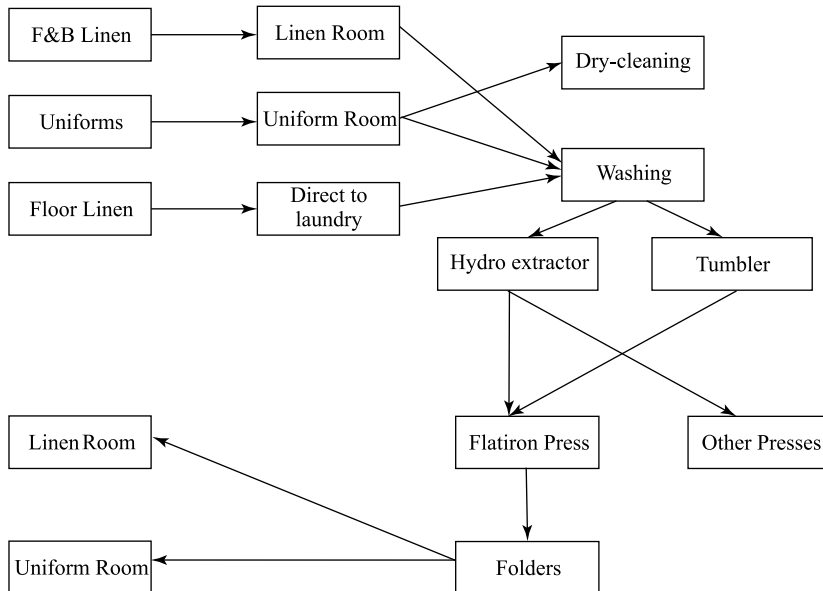 F&B Linen
Linen Room
Dry-cleaning
Uniforms
Uniform Room
Washing
Floor Linen
Direct to
laundry
Hydro extractor
Tumbler
Linen Room
Flatiron Press
Other Presses
Uniform Room
Folders